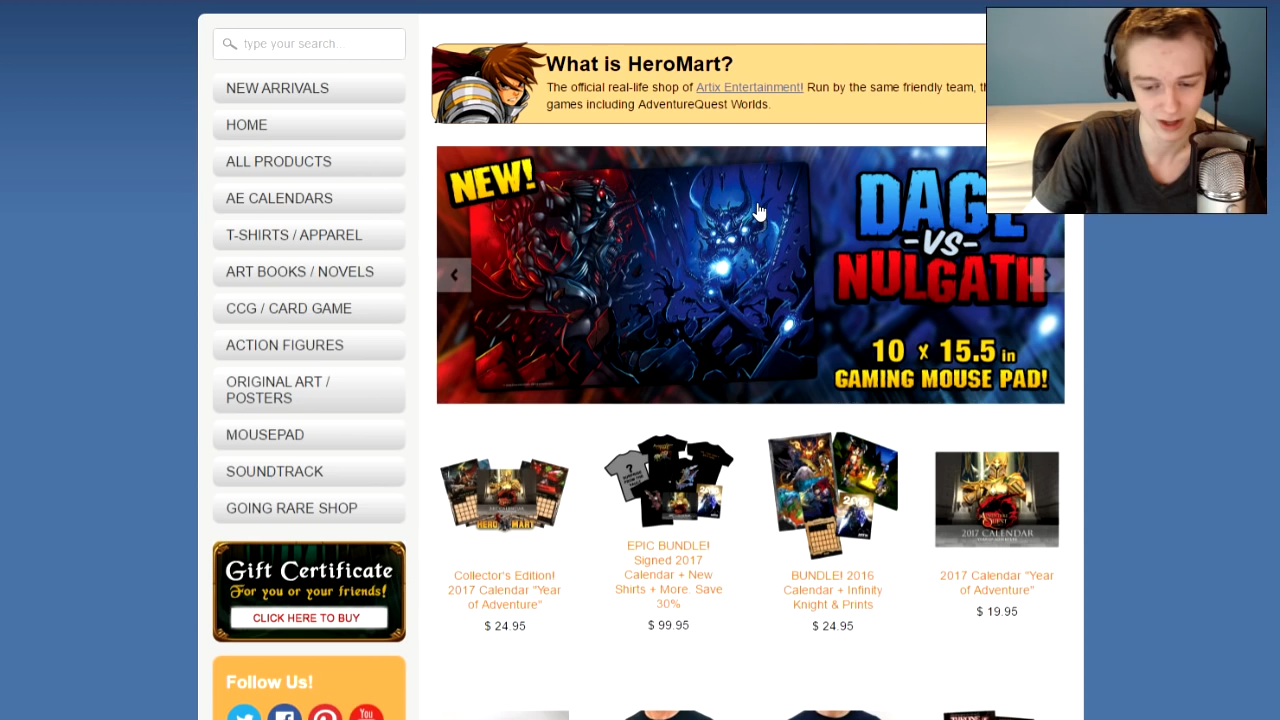 type your search...
NEW ARRIVALS
HOME
ALL PRODUCTS
AE CALENDARS
T-SHIRTS / APPAREL
ART BOOKS / NOVELS
CCG / CARD GAME
ACTION FIGURES
ORIGINAL ART /
POSTERS
MOUSEPAD
SOUNDTRACK
GOING RARE SHOP
Gift Certificate
For you or your friends!
CLICK HERE TO BUY
Follow Us!
You
What is HeroMart?
The official real-life shop of Artix Entertainment! Run by the same friendly team,
games including AdventureQuest Worlds.
NEW!
DAGE
-VS-
NULGATH
10 x 15.5 in
GAMING MOUSE PAD!
HERO MART
Collector's Edition!
2017 Calendar "Year
of Adventure"
$ 24.95
EPIC BUNDLE!
Signed 2017
Calendar + New
Shirts + More. Save
30%
$ 99.95
BUNDLE! 2016
Calendar + Infinity
Knight & Prints
$ 24.95
2017 CALENDAR
2017 Calendar "Year
of Adventure"
$ 19.95